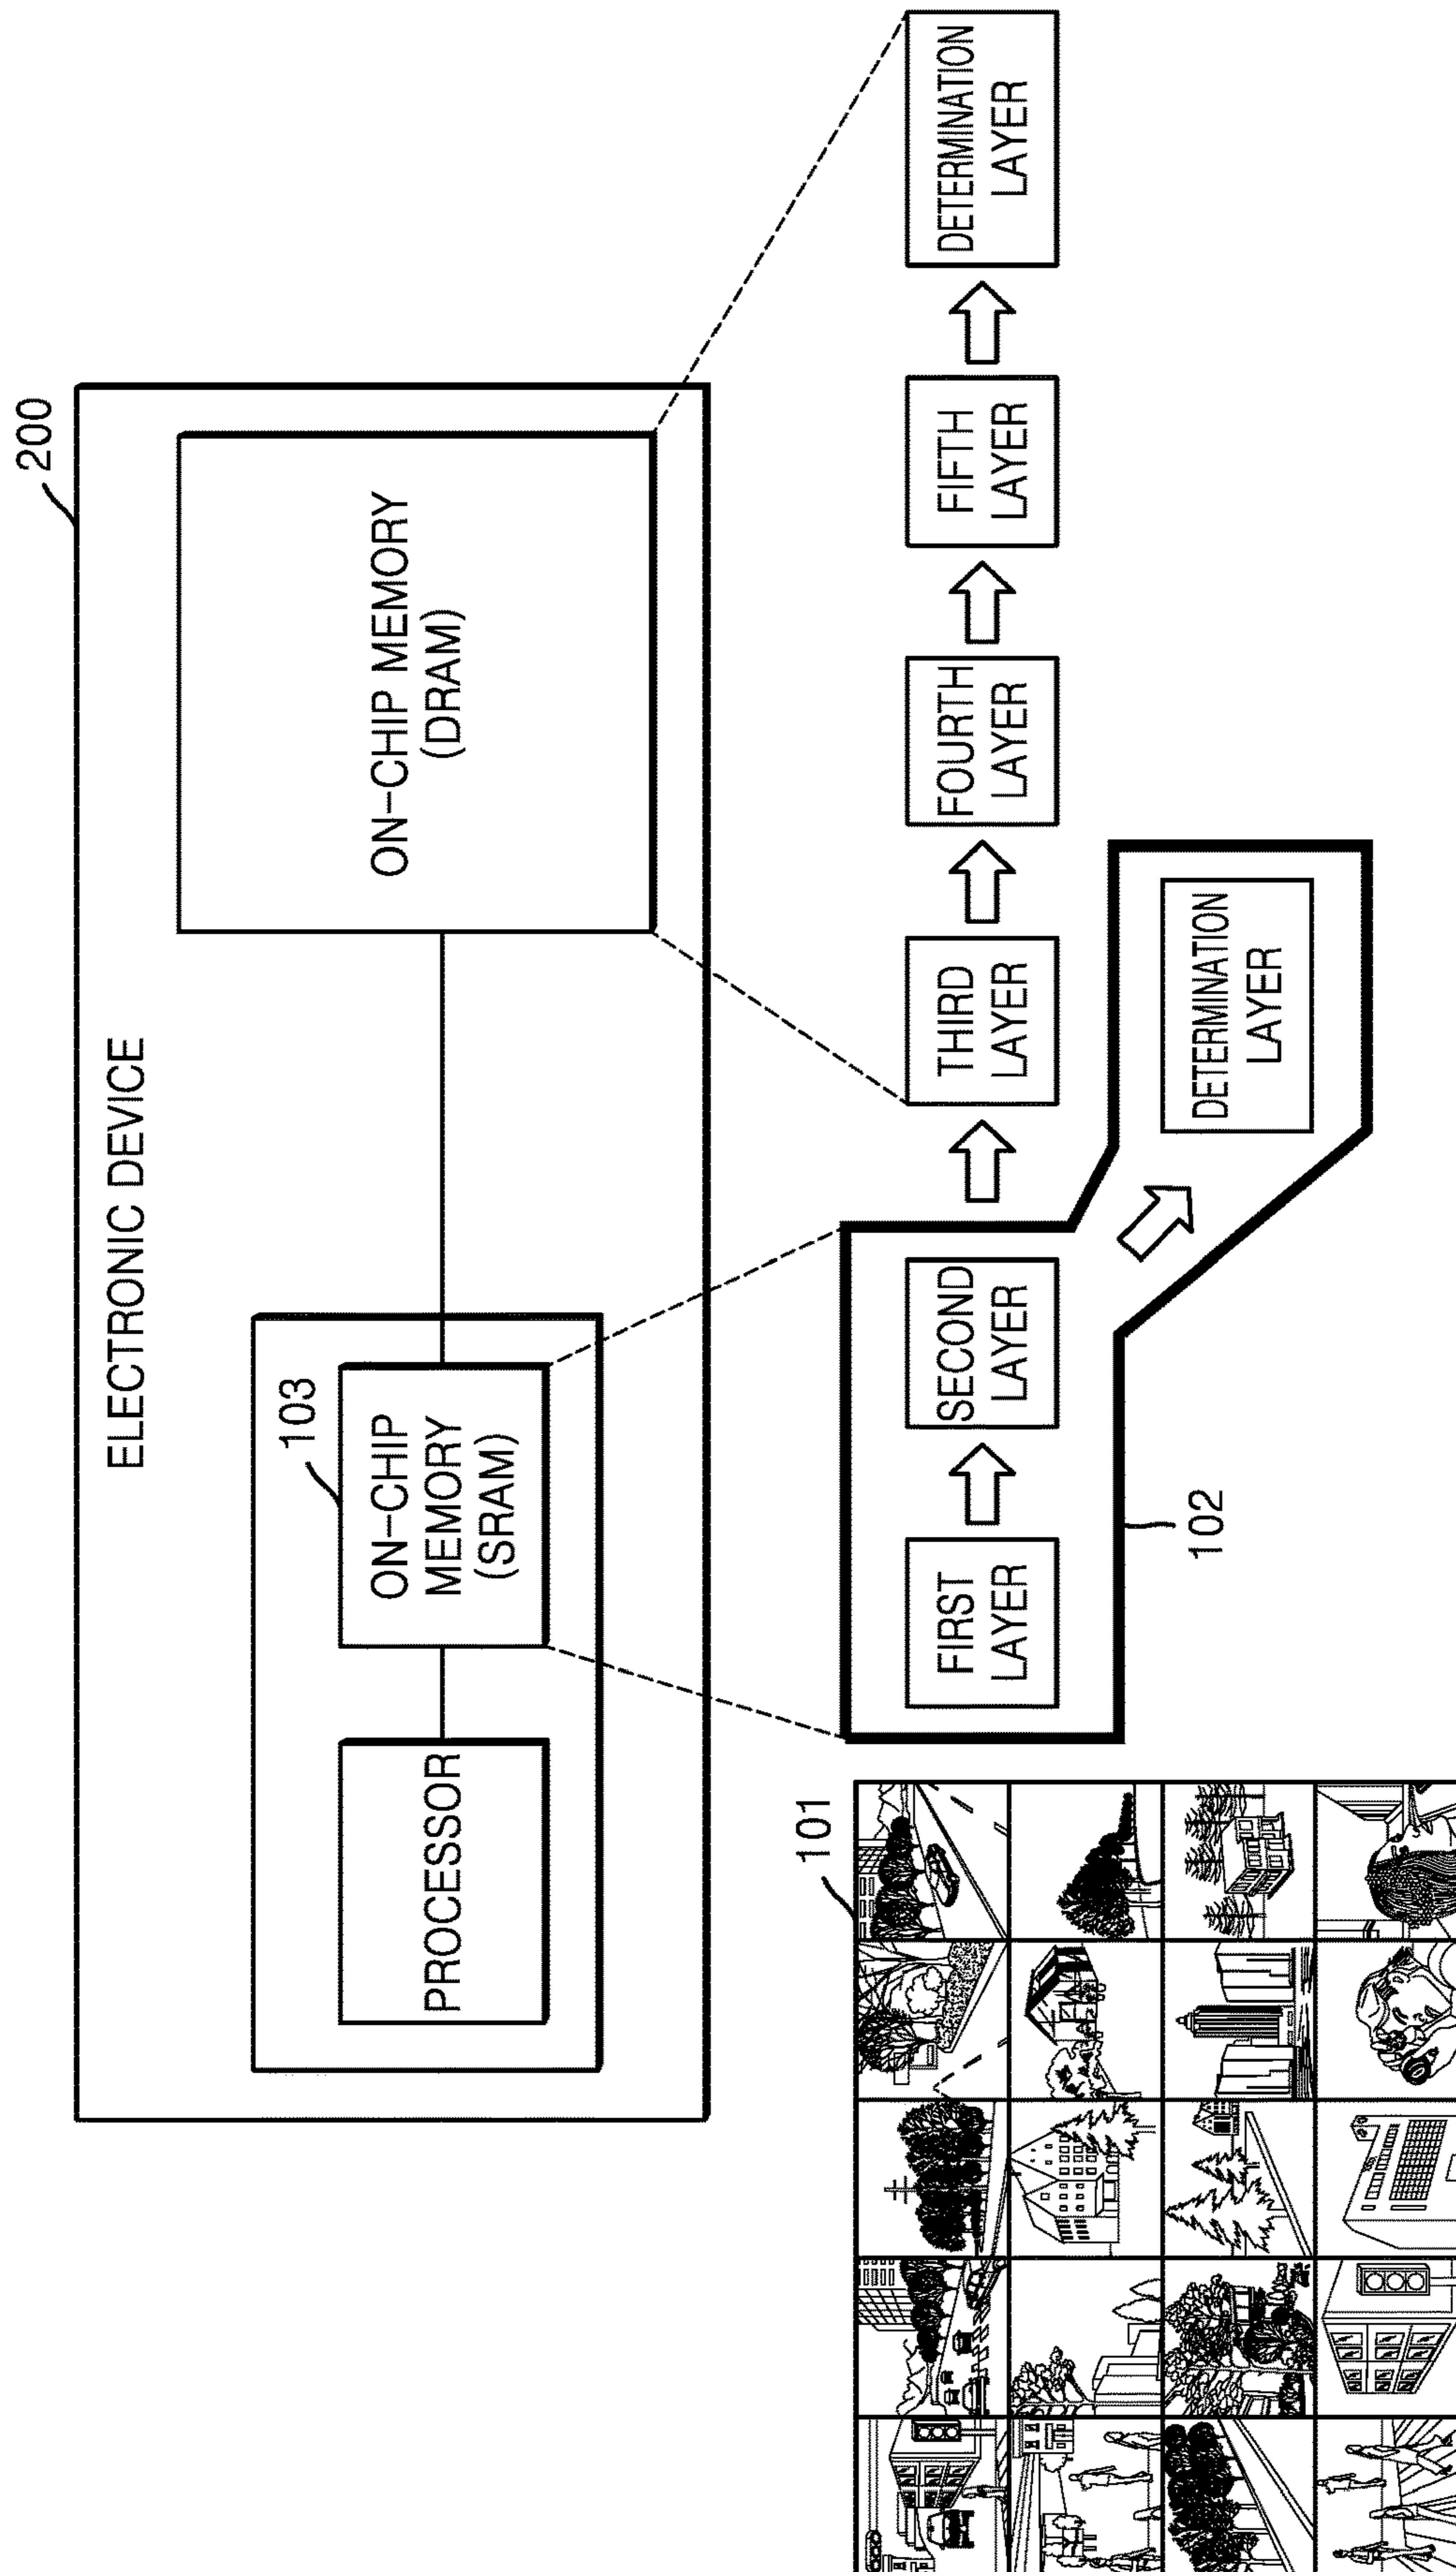 200
ELECTRONIC DEVICE
103
PROCESSOR
ON-CHIP
MEMORY
(SRAM)
ON-CHIP MEMORY
(DRAM)
101
FIRST
LAYER
SECOND
LAYER
THIRD
LAYER
FOURTH
LAYER
FIFTH
LAYER
DETERMINATION
LAYER
DETERMINATION
LAYER
102